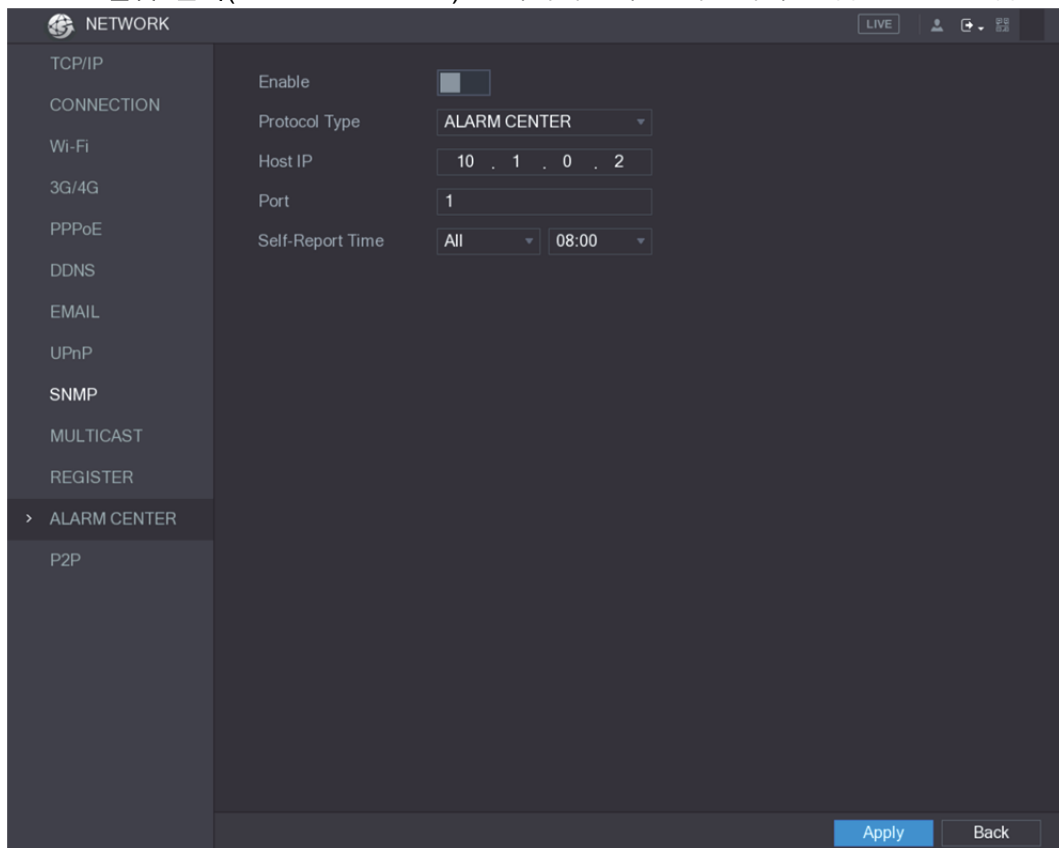 NETWORK
LIVE
TCP/IP
CONNECTION
Wi-Fi
3G/4G
PPPoE
DDNS
EMAIL
UPnP
SNMP
MULTICAST
REGISTER
> ALARM CENTER
P2P
Enable
Protocol Type ALARM CENTER
Host IP 10 . 1 . 0 . 2
Port 1
Self-Report Time All 08:00
Apply Back